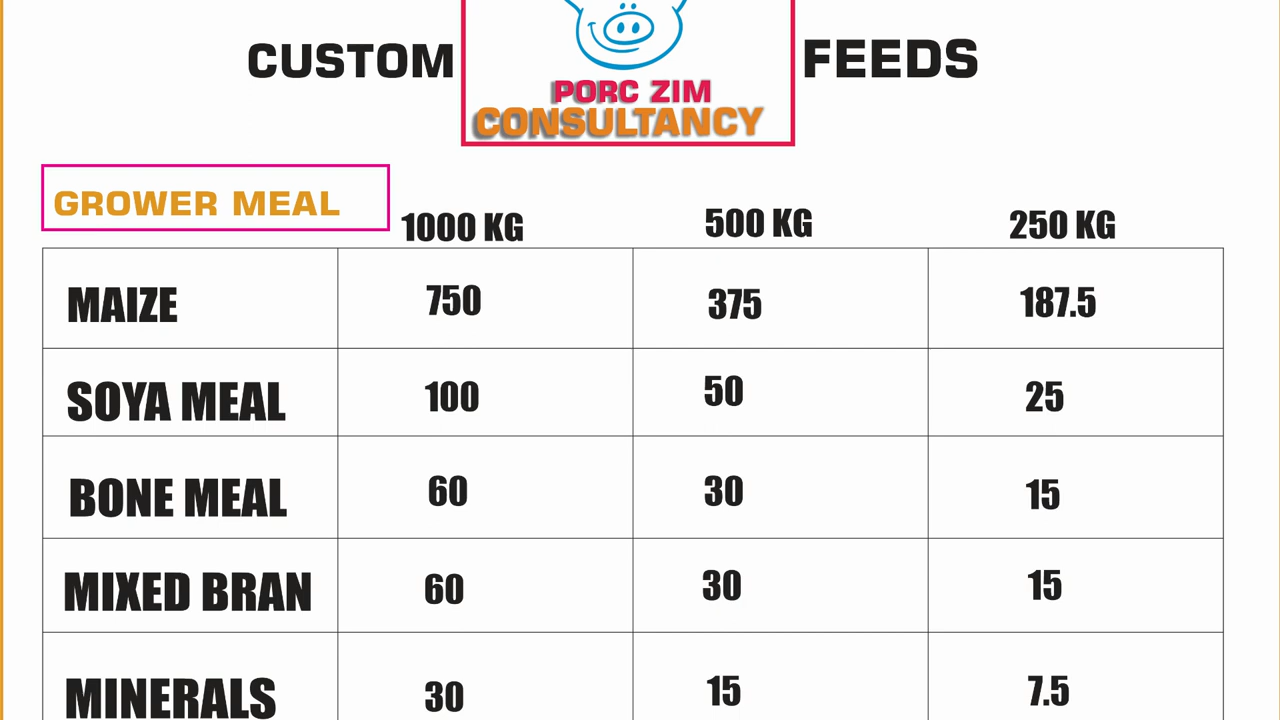 CUSTOM FEEDS
PORC ZIM
CONSULTANCY
GROWER MEAL
1000 KG 500 KG 250 KG
MAIZE 750 375 187.5
SOYA MEAL 100 50 25
BONE MEAL 60 30 15
MIXED BRAN 60 30 15
MINERALS 30 15 7.5